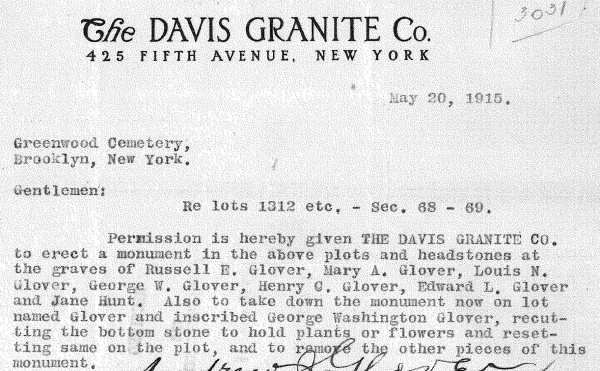 3031
The DAVIS GRANITE Co.
425 FIFTH AVENUE, NEW YORK
May 20, 1915.
Greenwood Cemetery,
Brooklyn, New York.
Gentlemen:
Re lots 1312 etc. - Sec. 68 - 69.
Permission is hereby given THE DAVIS GRANITE CO.
to erect a monument in the above plots and headstones at
the graves of Russell E. Glover, Mary A. Glover, Louis N.
Glover, George W. Glover, Henry C. Glover, Edward L. Glover
and Jane Hunt. Also to take down the monument now on lot
named Glover and inscribed George Washington Glover, recut-
ting the bottom stone to hold plants or flowers and reset-
ting same on the plot, and to remove the other pieces of this
monument.